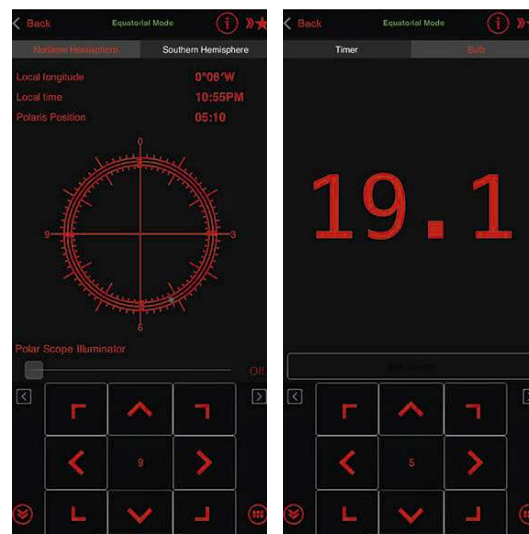 Back Equatorial Mode
Northern Hemisphere Southern Hemisphere
Local longitude 0°06'W
Local time 10:55PM
Polaris Position 05:10
0
9 3
6
Polar Scope Illuminator
Off
9
Back Equatorial Mode
Timer Bulb
19.1
5